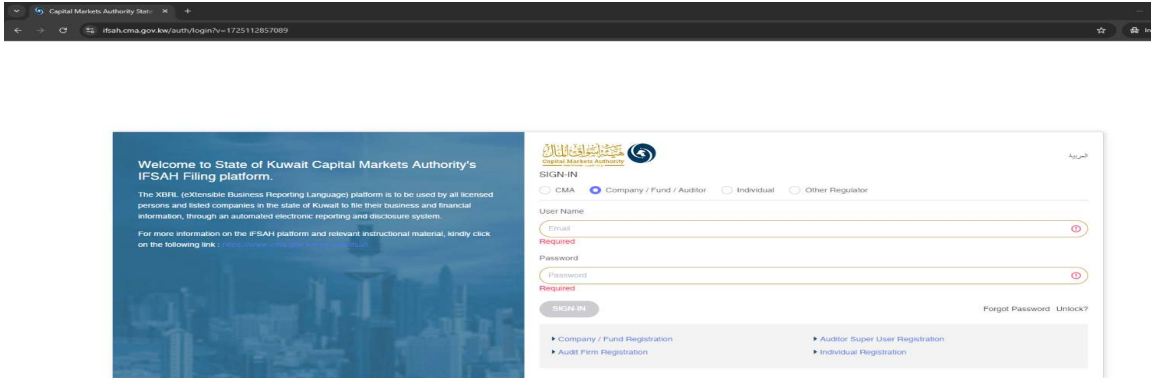 Capital Markets Authority State
ifsah.cma.gov.kw/auth/login?v=1725112857089
Welcome to State of Kuwait Capital Markets Authority's
IFSAH Filing platform.
The XBRL (eXtensible Business Reporting Language) platform is to be used by all licensed
persons and listed companies in the state of Kuwait to file their business and financial
information, through an automated electronic reporting and disclosure system.
For more information on the IFSAH platform and relevant instructional material, kindly click
on the following link :
هيئة أسواق المال
Capital Markets Authority
العربية
SIGN-IN
CMA Company / Fund / Auditor Individual Other Regulator
User Name
Email
Required
Password
Password
Required
SIGN-IN Forgot Password Unlock?
Company / Fund Registration Auditor Super User Registration
Audit Firm Registration Individual Registration